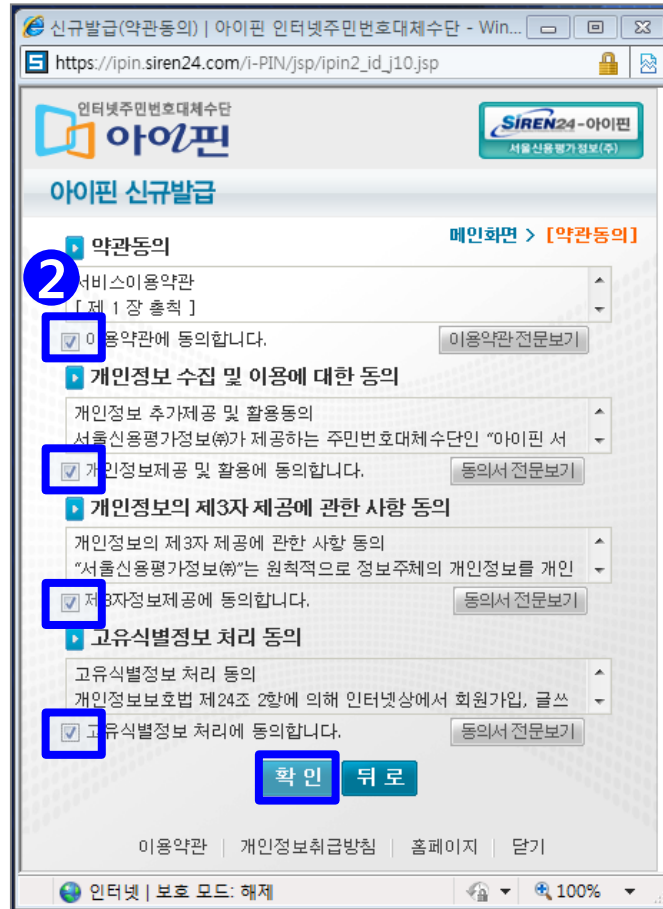 신규발급(약관동의) | 아이핀 인터넷주민번호대체수단 - Win...
https://ipin.siren24.com/i-PIN/jsp/ipin2_id_j10.jsp
인터넷주민번호대체수단
아이핀
SIREN24-아이핀
서울신용평가정보(주)
아이핀 신규발급
메인화면 > [약관동의]
약관동의
2
서비스이용약관
[ 제 1 장 총칙 ]
이용약관에 동의합니다.
이용약관 전문보기
개인정보 수집 및 이용에 대한 동의
개인정보 추가제공 및 활용동의
서울신용평가정보㈜가 제공하는 주민번호대체수단인 “아이핀 서
개인정보제공 및 활용에 동의합니다.
동의서 전문보기
개인정보의 제3자 제공에 관한 사항 동의
개인정보의 제3자 제공에 관한 사항 동의
“서울신용평가정보㈜”는 원칙적으로 정보주체의 개인정보를 개인
제3자정보제공에 동의합니다.
동의서 전문보기
고유식별정보 처리 동의
고유식별정보 처리 동의
개인정보보호법 제24조 2항에 의해 인터넷상에서 회원가입, 글쓰
고유식별정보 처리에 동의합니다.
동의서 전문보기
확 인
뒤 로
이용약관 | 개인정보취급방침 | 홈페이지 | 닫기
인터넷 | 보호 모드: 해제
100%